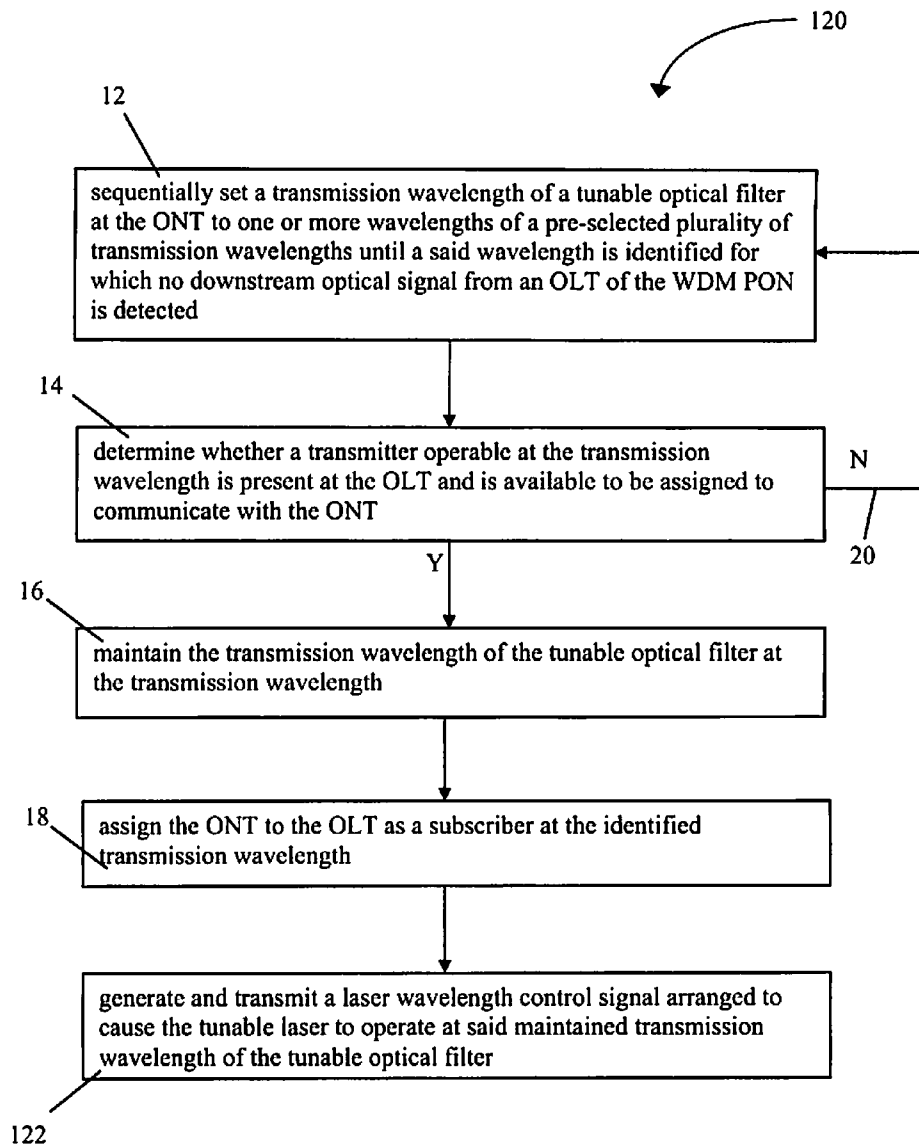 120
12
sequentially set a transmission wavelength of a tunable optical filter
at the ONT to one or more wavelengths of a pre-selected plurality of
transmission wavelengths until a said wavelength is identified for
which no downstream optical signal from an OLT of the WDM PON
is detected
14
determine whether a transmitter operable at the transmission
wavelength is present at the OLT and is available to be assigned to
communicate with the ONT
N
20
Y
16
maintain the transmission wavelength of the tunable optical filter at
the transmission wavelength
18
assign the ONT to the OLT as a subscriber at the identified
transmission wavelength
generate and transmit a laser wavelength control signal arranged to
cause the tunable laser to operate at said maintained transmission
wavelength of the tunable optical filter
122